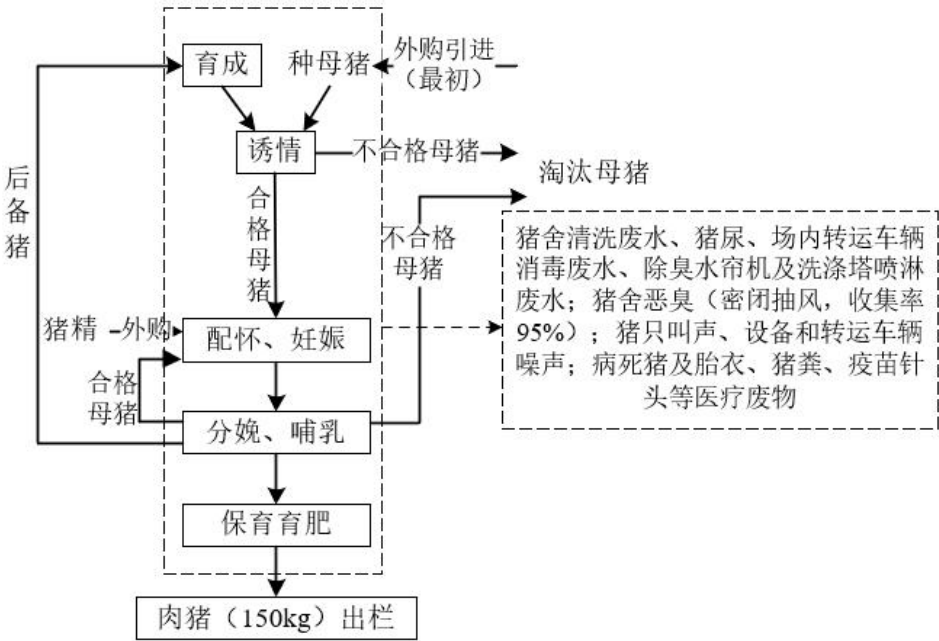 育成
种母猪
外购引进
（最初）
诱情
不合格母猪
淘汰母猪
后备猪
合格母猪
不合格
母猪
猪舍清洗废水、猪尿、场内转运车辆
消毒废水、除臭水帘机及洗涤塔喷淋
废水；猪舍恶臭（密闭抽风，收集率
95%）；猪只叫声、设备和转运车辆
噪声；病死猪及胎衣、猪粪、疫苗针
头等医疗废物
猪精
外购
配怀、妊娠
合格
母猪
分娩、哺乳
保育育肥
肉猪（150kg）出栏